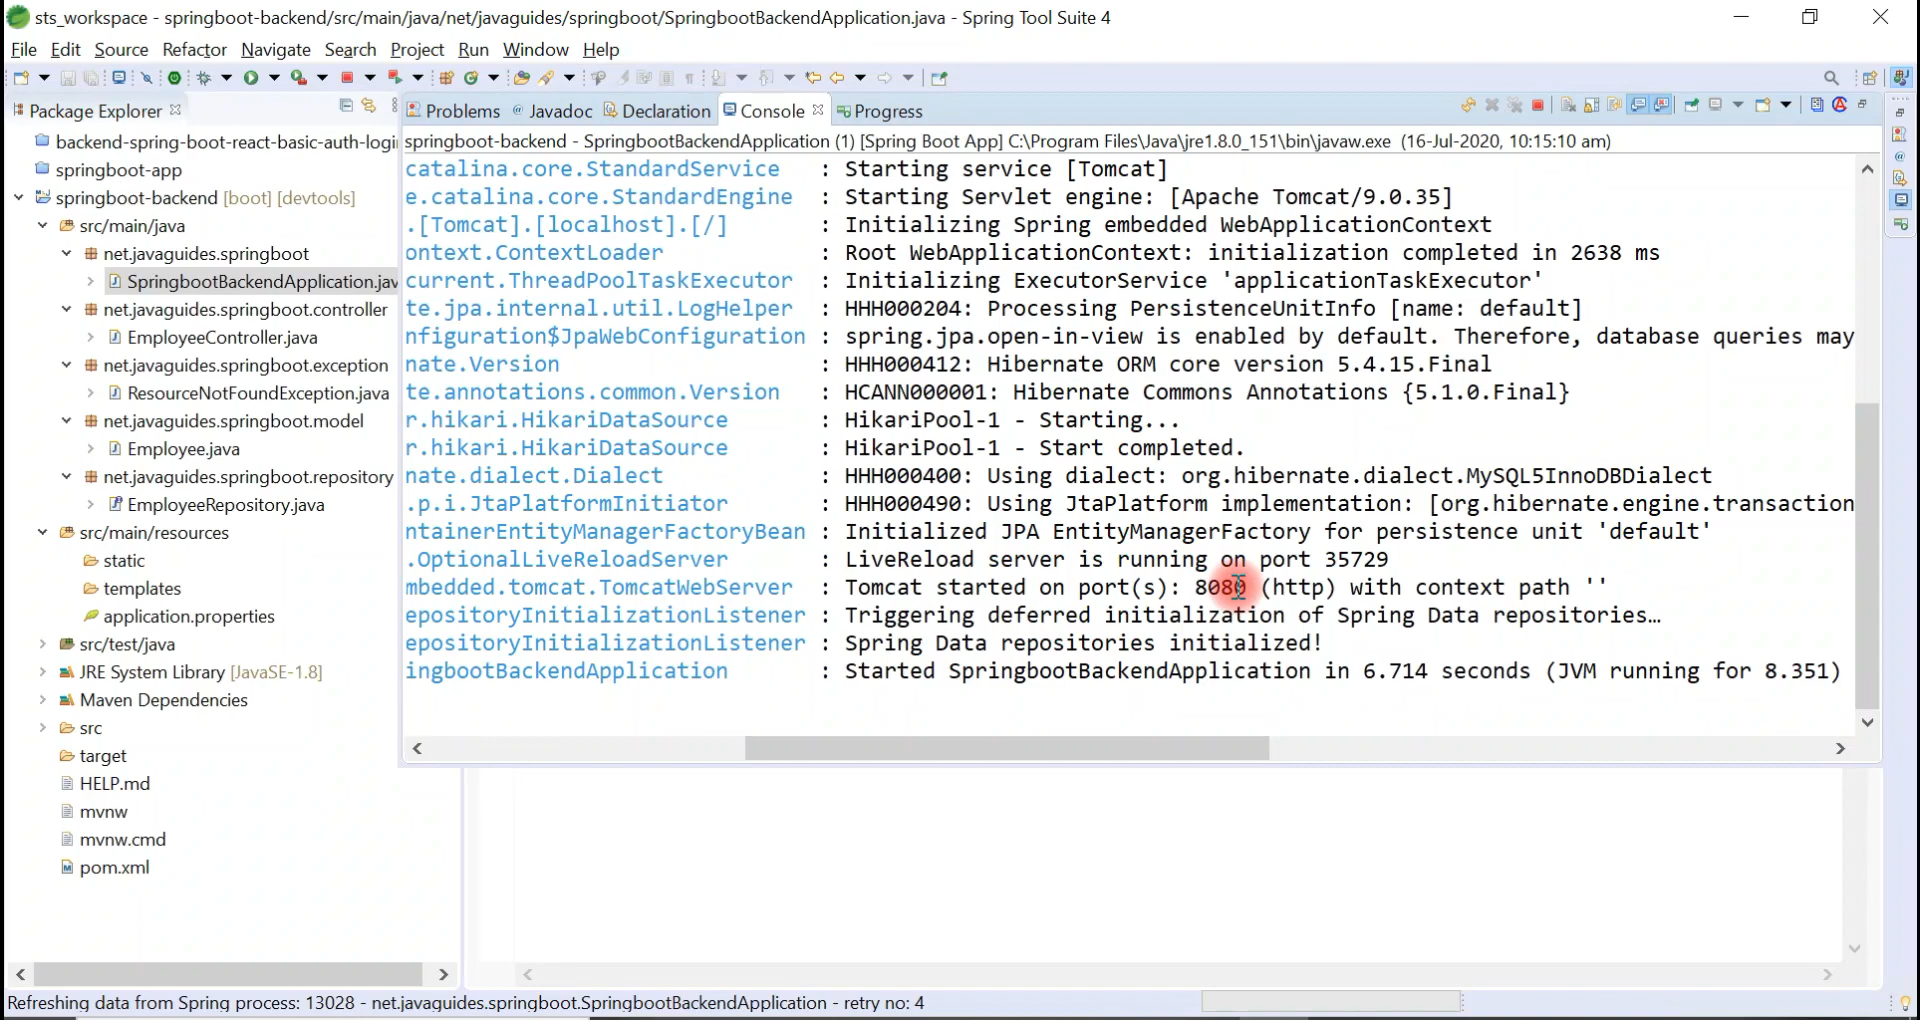 sts_workspace - springboot-backend/src/main/java/net/javaguides/springboot/SpringbootBackendApplication.java - Spring Tool Suite 4
File Edit Source Refactor Navigate Search Project Run Window Help
Package Explorer
backend-spring-boot-react-basic-auth-logi
springboot-app
springboot-backend [boot] [devtools]
src/main/java
net.javaguides.springboot
SpringbootBackendApplication.jav
net.javaguides.springboot.controller
EmployeeController.java
net.javaguides.springboot.exception
ResourceNotFoundException.java
net.javaguides.springboot.model
Employee.java
net.javaguides.springboot.repository
EmployeeRepository.java
src/main/resources
static
templates
application.properties
src/test/java
JRE System Library [JavaSE-1.8]
Maven Dependencies
src
target
HELP.md
mvnw
mvnw.cmd
pom.xml
Problems @ Javadoc Declaration Console Progress
springboot-backend - SpringbootBackendApplication (1) [Spring Boot App] C:\Program Files\Java\jre1.8.0_151\bin\javaw.exe (16-Jul-2020, 10:15:10 am)
catalina.core.StandardService : Starting service [Tomcat]
e.catalina.core.StandardEngine : Starting Servlet engine: [Apache Tomcat/9.0.35]
.[Tomcat].[localhost].[/] : Initializing Spring embedded WebApplicationContext
ontext.ContextLoader : Root WebApplicationContext: initialization completed in 2638 ms
current.ThreadPoolTaskExecutor : Initializing ExecutorService 'applicationTaskExecutor'
te.jpa.internal.util.LogHelper : HHH000204: Processing PersistenceUnitInfo [name: default]
nfiguration$JpaWebConfiguration : spring.jpa.open-in-view is enabled by default. Therefore, database queries may
nate.Version : HHH000412: Hibernate ORM core version 5.4.15.Final
te.annotations.common.Version : HCANN000001: Hibernate Commons Annotations {5.1.0.Final}
r.hikari.HikariDataSource : HikariPool-1 - Starting...
r.hikari.HikariDataSource : HikariPool-1 - Start completed.
nate.dialect.Dialect : HHH000400: Using dialect: org.hibernate.dialect.MySQL5InnoDBDialect
.p.i.JtaPlatformInitiator : HHH000490: Using JtaPlatform implementation: [org.hibernate.engine.transaction
ntainerEntityManagerFactoryBean : Initialized JPA EntityManagerFactory for persistence unit 'default'
.OptionalLiveReloadServer : LiveReload server is running on port 35729
mbedded.tomcat.TomcatWebServer : Tomcat started on port(s): 8080 (http) with context path ''
epositoryInitializationListener : Triggering deferred initialization of Spring Data repositories…
epositoryInitializationListener : Spring Data repositories initialized!
ingbootBackendApplication : Started SpringbootBackendApplication in 6.714 seconds (JVM running for 8.351)
Refreshing data from Spring process: 13028 - net.javaguides.springboot.SpringbootBackendApplication - retry no: 4